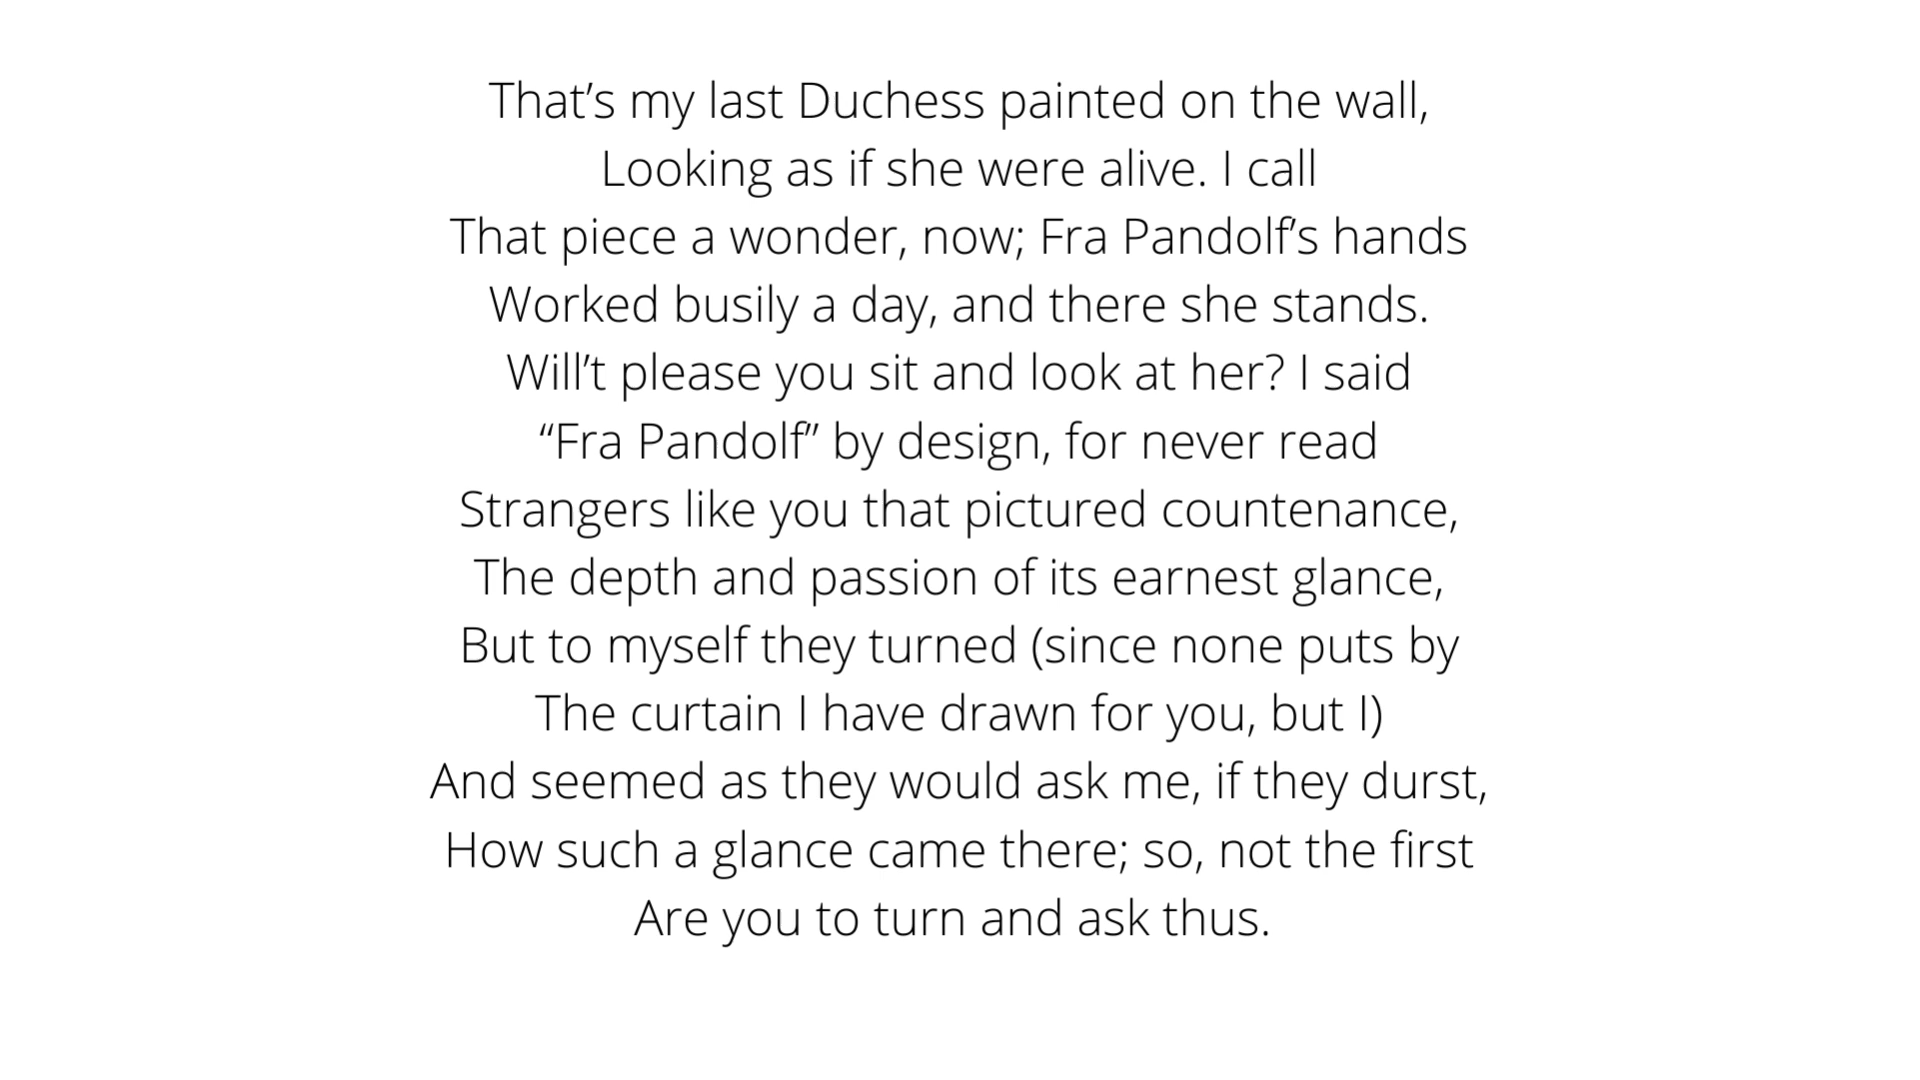 That’s my last Duchess painted on the wall,
Looking as if she were alive. I call
That piece a wonder, now; Fra Pandolf’s hands
Worked busily a day, and there she stands.
Will’t please you sit and look at her? I said
“Fra Pandolf” by design, for never read
Strangers like you that pictured countenance,
The depth and passion of its earnest glance,
But to myself they turned (since none puts by
The curtain I have drawn for you, but I)
And seemed as they would ask me, if they durst,
How such a glance came there; so, not the first
Are you to turn and ask thus.